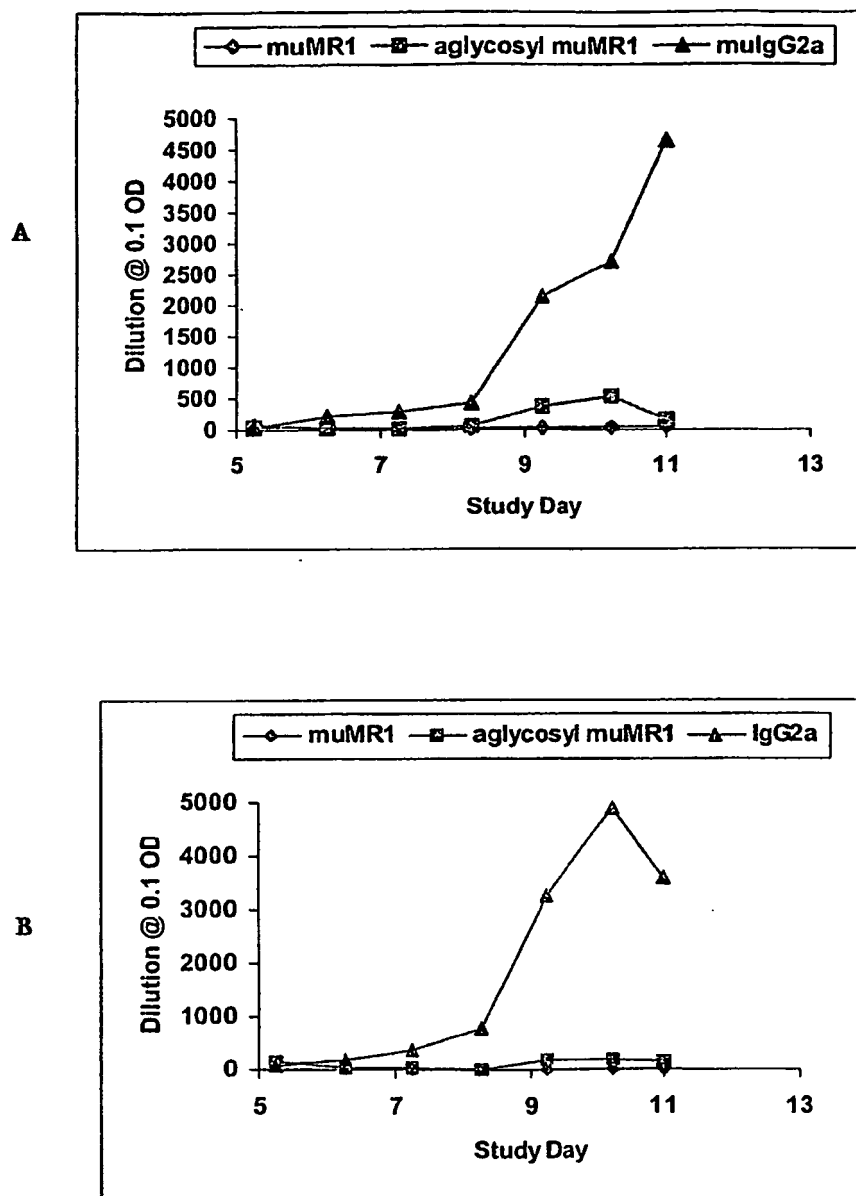 muMR1 aglycosyl muMR1 muIgG2a
5000
4500
4000
3500
3000
2500
2000
1500
1000
500
0
Dilution @ 0.1 OD
A
5 7 9 11 13
Study Day
muMR1 aglycosyl muMR1 IgG2a
5000
4000
3000
2000
1000
0
Dilution @ 0.1 OD
B
5 7 9 11 13
Study Day